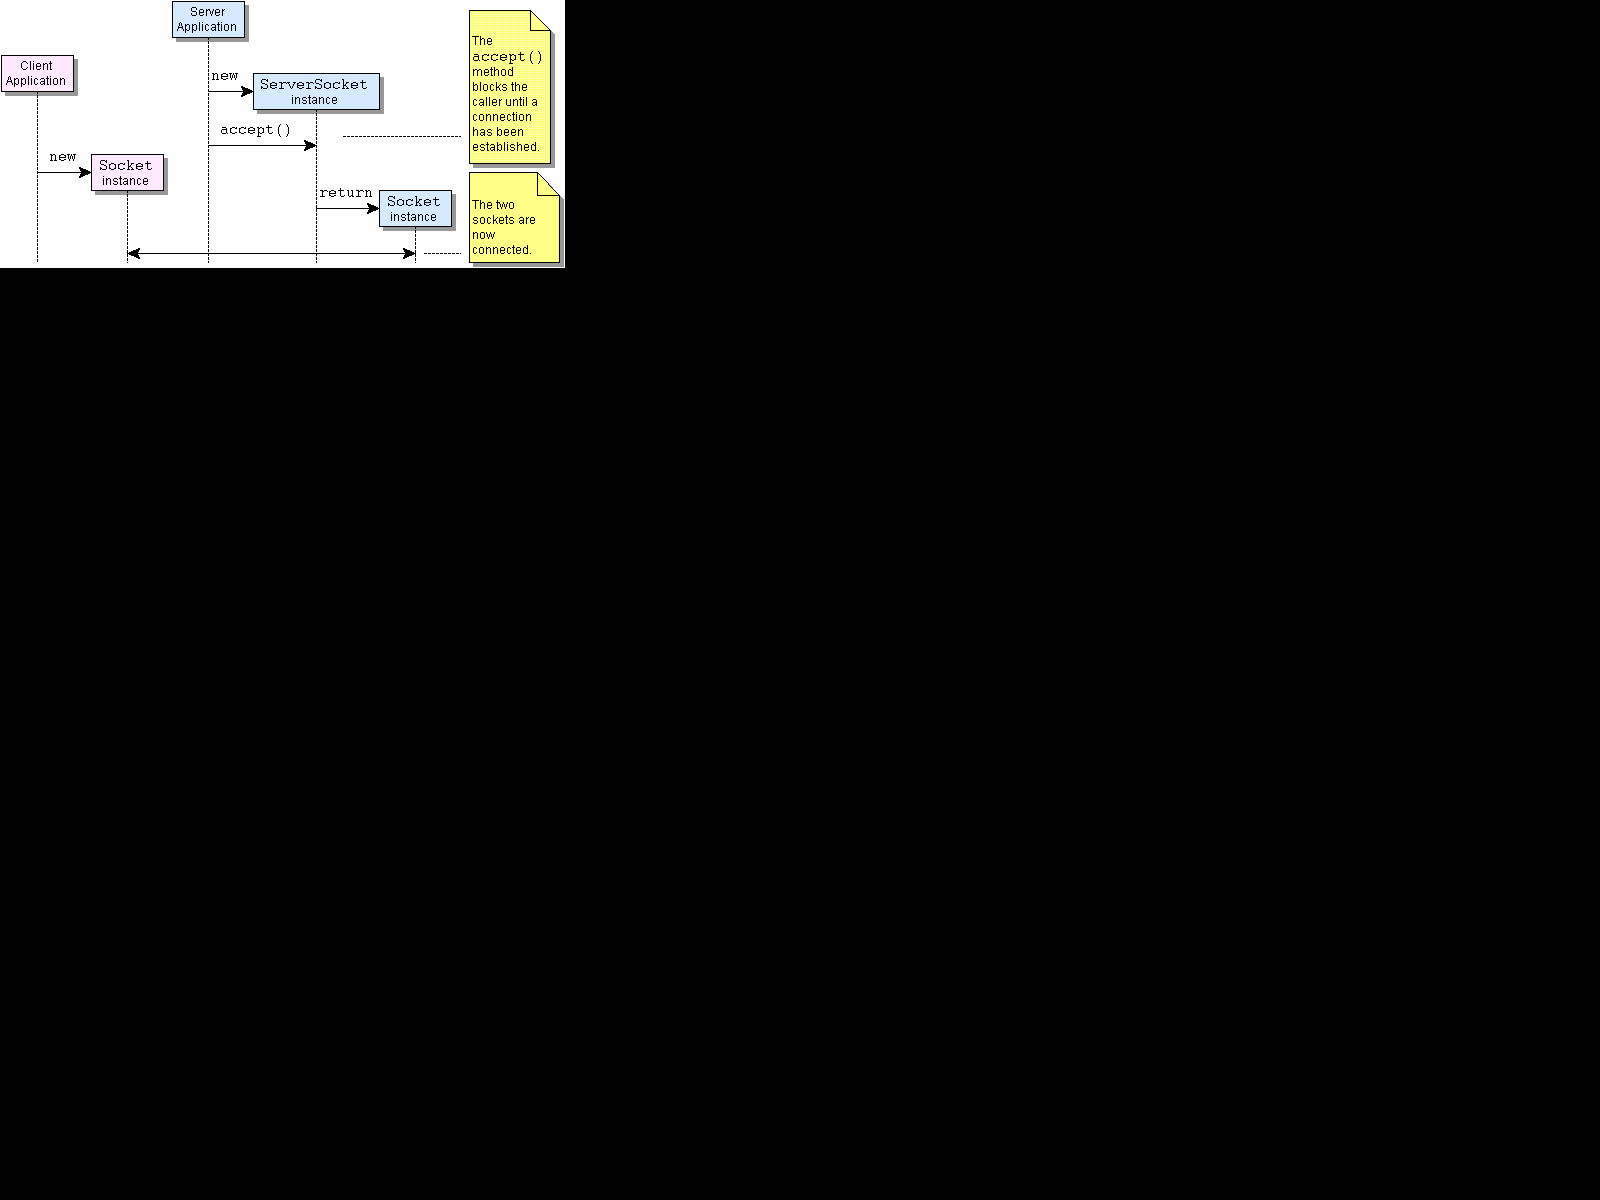 Server
Application
Client
Application
new
ServerSocket
instance
accept()
new
Socket
instance
return
Socket
instance
The
accept()
method
blocks the
caller until a
connection
has been
established.
The two
sockets are
now
connected.